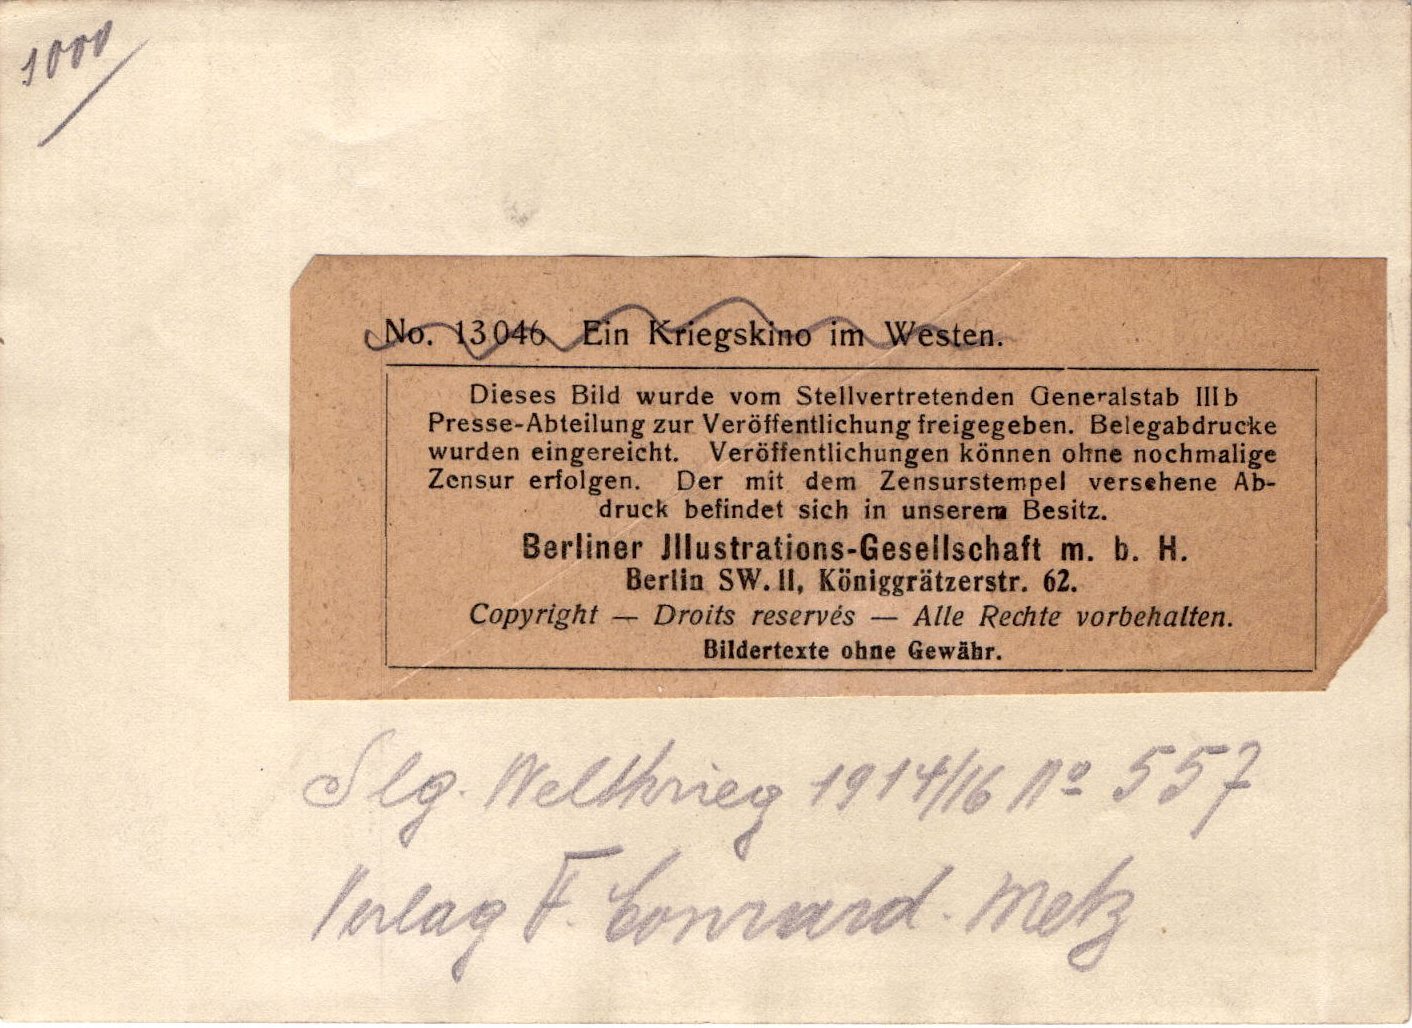 1000
No. 13046 Ein Kriegskino im Westen.
Dieses Bild wurde vom Stellvertretenden Generalstab IIIb
Presse-Abteilung zur Veröffentlichung freigegeben. Belegabdrucke
wurden eingereicht. Veröffentlichungen können ohne nochmalige
Zensur erfolgen. Der mit dem Zensurstempel versehene Ab-
druck befindet sich in unserem Besitz.
Berliner Jllustrations-Gesellschaft m. b. H.
Berlin SW. 11, Königgrätzerstr. 62.
Copyright — Droits reservés — Alle Rechte vorbehalten.
Bildertexte ohne Gewähr.
Slg. Weltkrieg 1914/16 No 557
Verlag F. Conrard. Metz